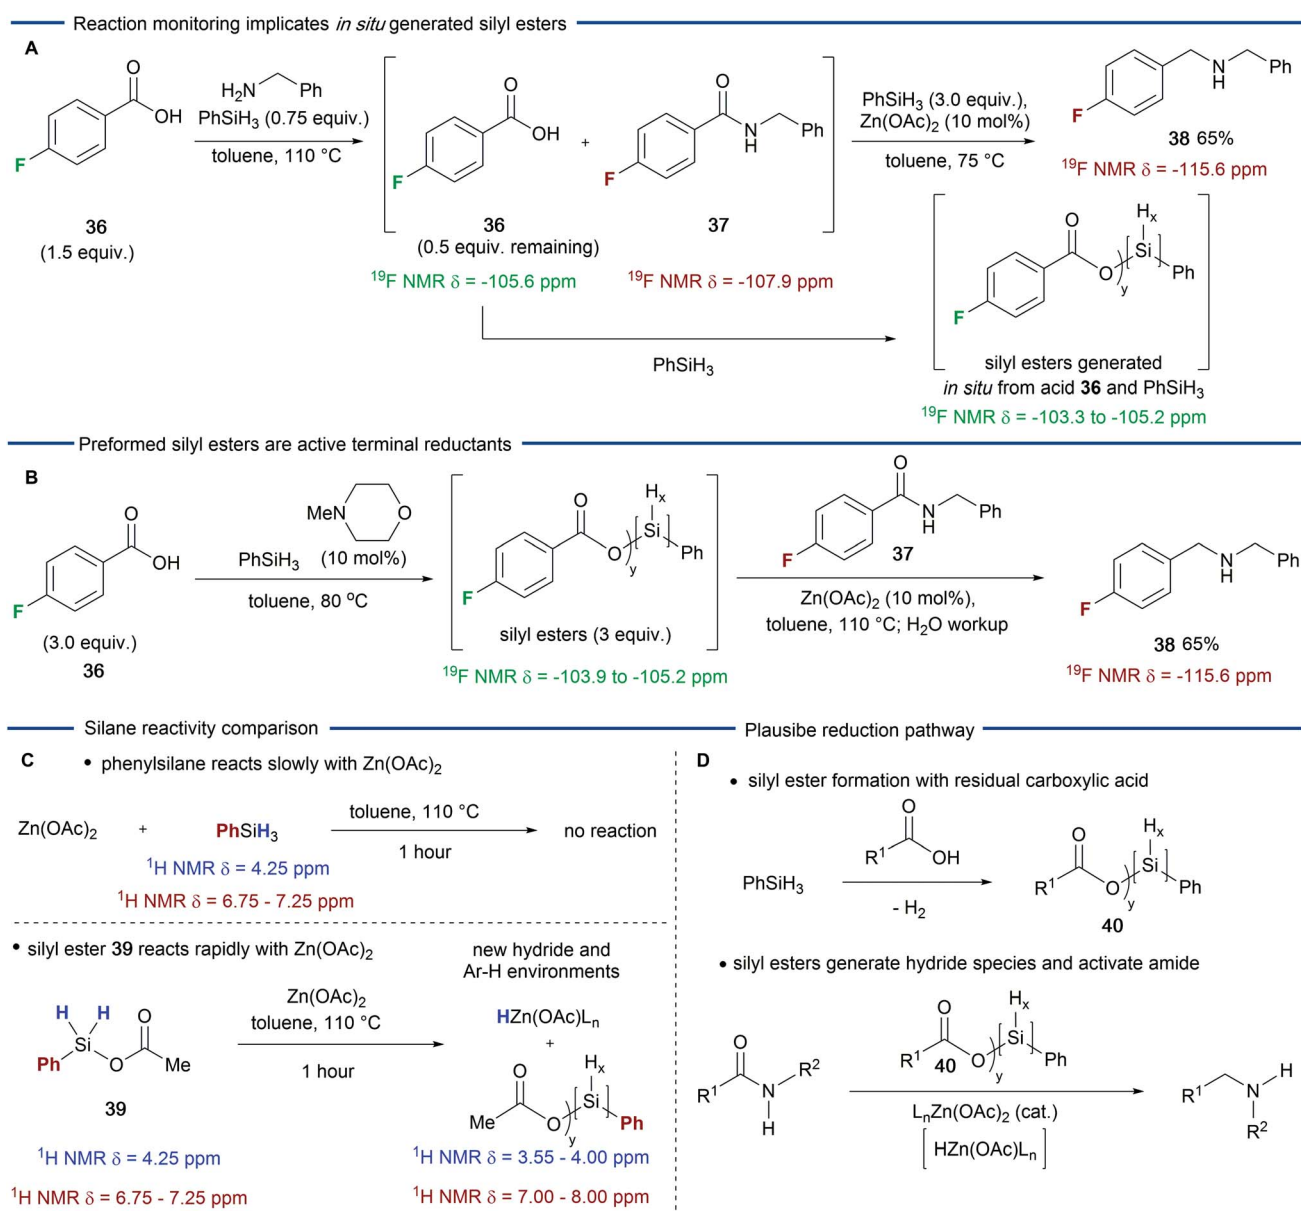 Reaction monitoring implicates in situ generated silyl esters
A
O
OH
F
36
(1.5 equiv.)
H2N
Ph
PhSiH3 (0.75 equiv.)
toluene, 110 °C
O
OH
F
36
(0.5 equiv. remaining)
19F NMR δ = -105.6 ppm
+
O
N
H
Ph
F
37
19F NMR δ = -107.9 ppm
PhSiH3 (3.0 equiv.),
Zn(OAc)2 (10 mol%)
toluene, 75 °C
N
H
Ph
F
38 65%
19F NMR δ = -115.6 ppm
PhSiH3
O
O
Hx
Si
Ph
y
F
silyl esters generated
in situ from acid 36 and PhSiH3
19F NMR δ = -103.3 to -105.2 ppm
Preformed silyl esters are active terminal reductants
B
O
OH
F
(3.0 equiv.)
36
MeN
O
PhSiH3 (10 mol%)
toluene, 80 °C
O
O
Hx
Si
Ph
y
F
silyl esters (3 equiv.)
19F NMR δ = -103.9 to -105.2 ppm
O
N
H
Ph
F
37
Zn(OAc)2 (10 mol%),
toluene, 110 °C; H2O workup
N
H
Ph
F
38 65%
19F NMR δ = -115.6 ppm
Silane reactivity comparison
C
• phenylsilane reacts slowly with Zn(OAc)2
Zn(OAc)2 + PhSiH3
1H NMR δ = 4.25 ppm
1H NMR δ = 6.75 - 7.25 ppm
toluene, 110 °C
1 hour
no reaction
• silyl ester 39 reacts rapidly with Zn(OAc)2
H H
Si
Ph
O
O
Me
39
1H NMR δ = 4.25 ppm
1H NMR δ = 6.75 - 7.25 ppm
Zn(OAc)2
toluene, 110 °C
1 hour
new hydride and
Ar-H environments
HZn(OAc)Ln
+
O
Me
O
Hx
Si
Ph
y
1H NMR δ = 3.55 - 4.00 ppm
1H NMR δ = 7.00 - 8.00 ppm
Plausibe reduction pathway
D
• silyl ester formation with residual carboxylic acid
PhSiH3
O
R1
OH
- H2
O
R1
O
Hx
Si
Ph
y
40
• silyl esters generate hydride species and activate amide
O
R1
N
H
R2
O
R1
40
O
Hx
Si
Ph
y
LnZn(OAc)2 (cat.)
HZn(OAc)Ln
R1
N
H
R2